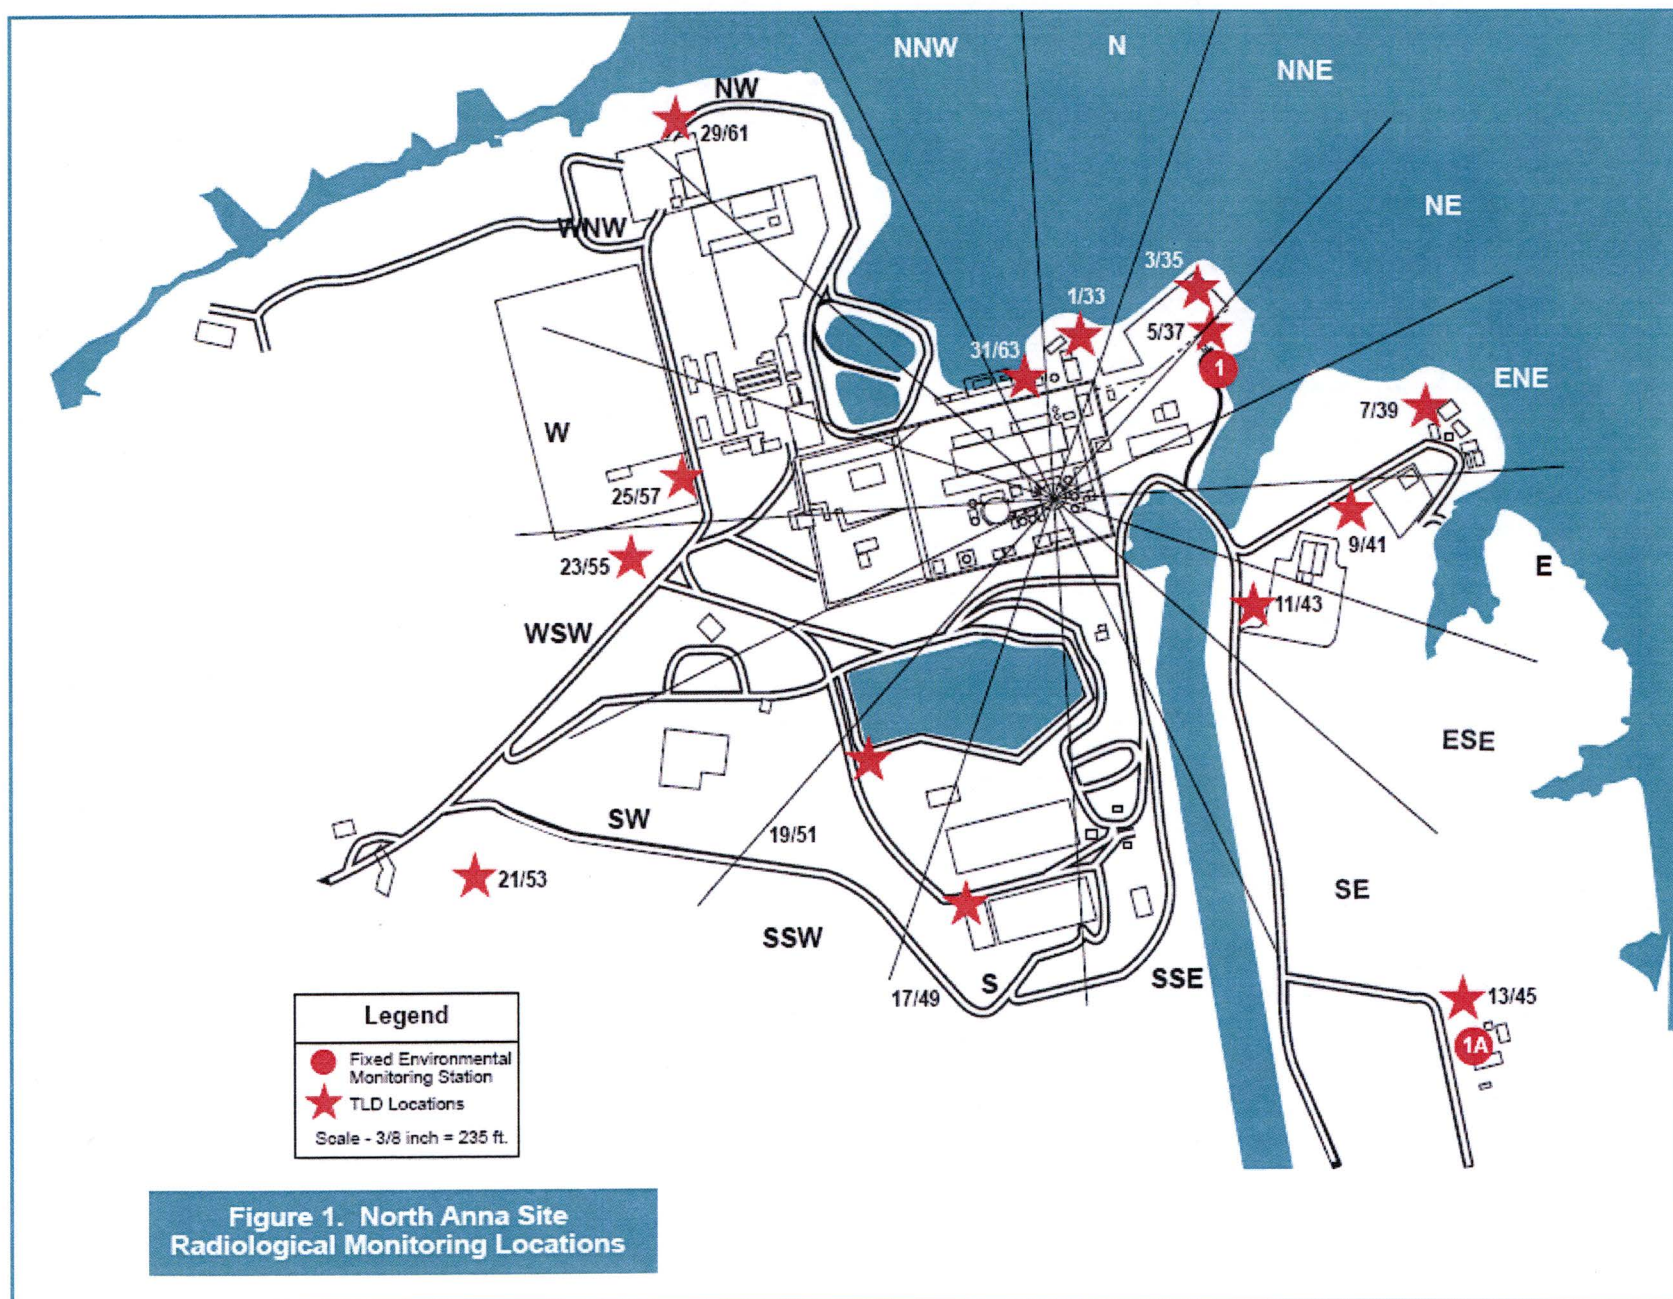 NNW
N
NNE
NW
29/61
NE
WNW
3/35
1/33
5/37
31/63
1
ENE
7/39
W
25/57
9/41
23/55
E
11/43
WSW
ESE
SW
19/51
21/53
SE
SSW
S
SSE
17/49
13/45
1A
Legend
Fixed Environmental
Monitoring Station
TLD Locations
Scale - 3/8 inch = 235 ft.
Figure 1. North Anna Site
Radiological Monitoring Locations